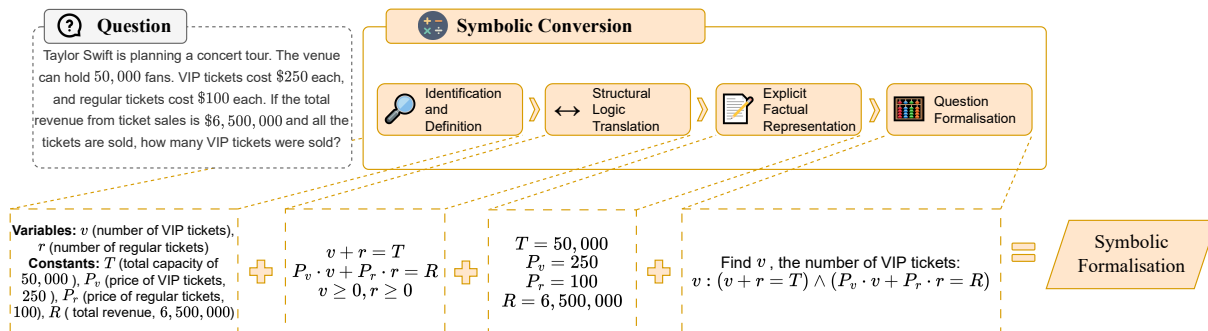 Question
Taylor Swift is planning a concert tour. The venue
can hold 50,000 fans. VIP tickets cost $250 each,
and regular tickets cost $100 each. If the total
revenue from ticket sales is $6,500,000 and all the
tickets are sold, how many VIP tickets were sold?
Symbolic Conversion
Identification
and
Definition
Structural
Logic
Translation
Explicit
Factual
Representation
Question
Formalisation
Variables: v (number of VIP tickets),
r (number of regular tickets)
Constants: T (total capacity of
50,000 ), P_v (price of VIP tickets,
250 ), P_r (price of regular tickets,
100), R ( total revenue, 6,500,000)
v + r = T
P_v · v + P_r · r = R
v ≥ 0, r ≥ 0
T = 50,000
P_v = 250
P_r = 100
R = 6,500,000
Find v , the number of VIP tickets:
v : (v + r = T) ∧ (P_v · v + P_r · r = R)
Symbolic
Formalisation